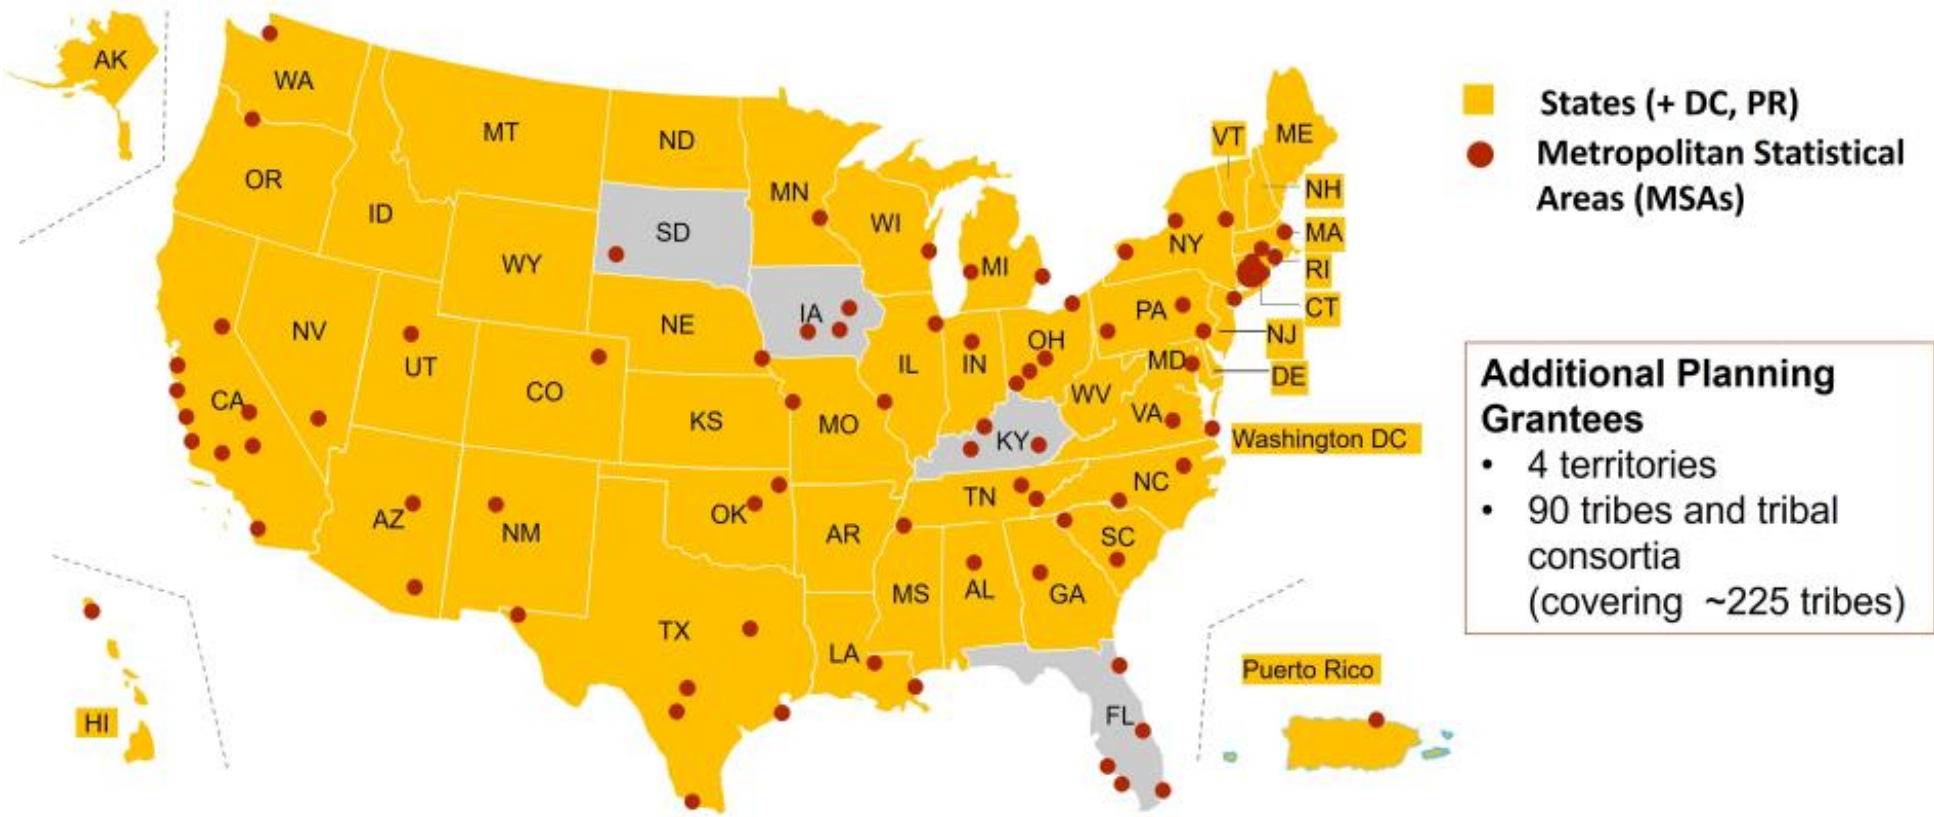 AK
WA
MT
ND
VT
ME
OR
ID
MN
WI
NH
SD
NY
MA
WY
MI
RI
CT
NV
UT
NE
IA
PA
NJ
CA
CO
IL
IN
OH
MD
DE
KS
MO
WV
VA
KY
Washington DC
AZ
NM
OK
AR
TN
NC
SC
TX
LA
MS
AL
GA
FL
HI
Puerto Rico
States (+ DC, PR)
Metropolitan Statistical
Areas (MSAs)
Additional Planning
Grantees
• 4 territories
• 90 tribes and tribal
consortia
(covering ~225 tribes)